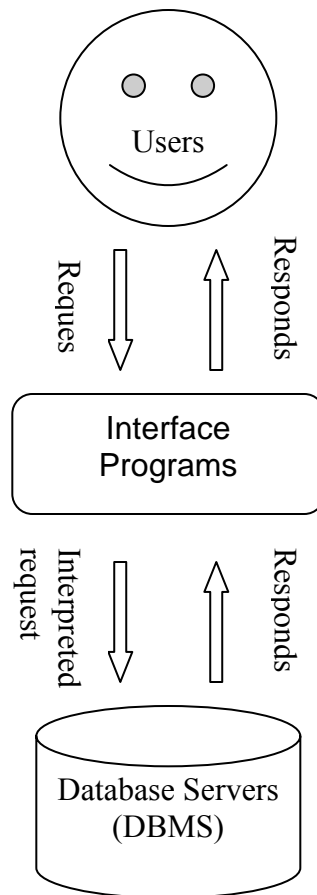 Users
Reques
Responds
Interface
Programs
Interpreted
request
Responds
Database Servers
(DBMS)